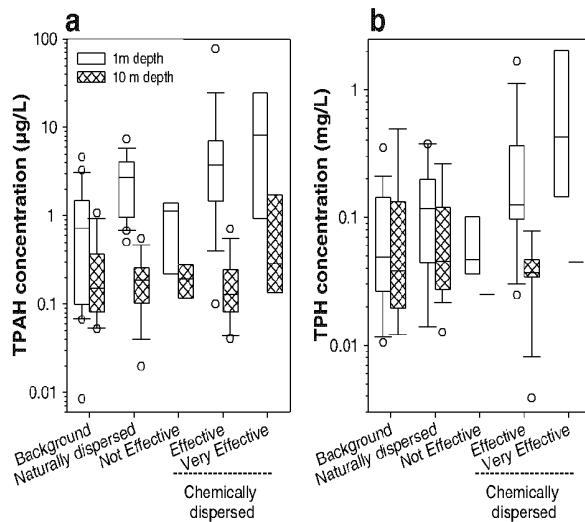 a
b
100
10
1
0.1
0.01
TPAH concentration (µg/L)
1m depth
10 m depth
Background
Naturally dispersed
Not Effective
Effective
Very Effective
Chemically
dispersed
1
0.1
0.01
TPH concentration (mg/L)
Background
Naturally dispersed
Not Effective
Effective
Very Effective
Chemically
dispersed